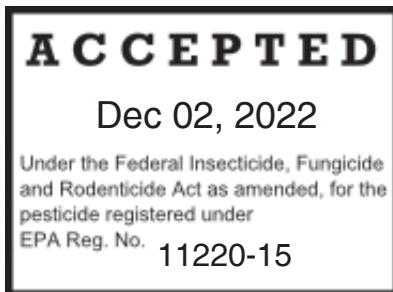 ACCEPTED
Dec 02, 2022
Under the Federal Insecticide, Fungicide
and Rodenticide Act as amended, for the
pesticide registered under
EPA Reg. No. 11220-15